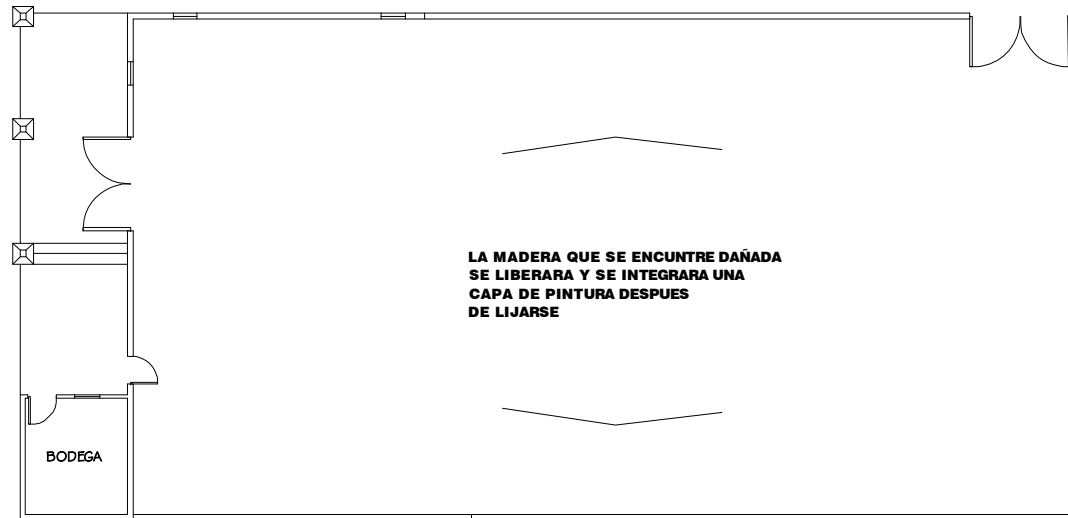 LA MADERA QUE SE ENCUNTRE DAÑADA
SE LIBERARA Y SE INTEGRARA UNA
CAPA DE PINTURA DESPUES
DE LIJARSE
BODEGA